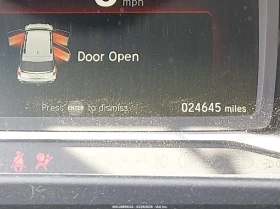 mph
Door Open
Press ENTER to dismiss
024645 miles